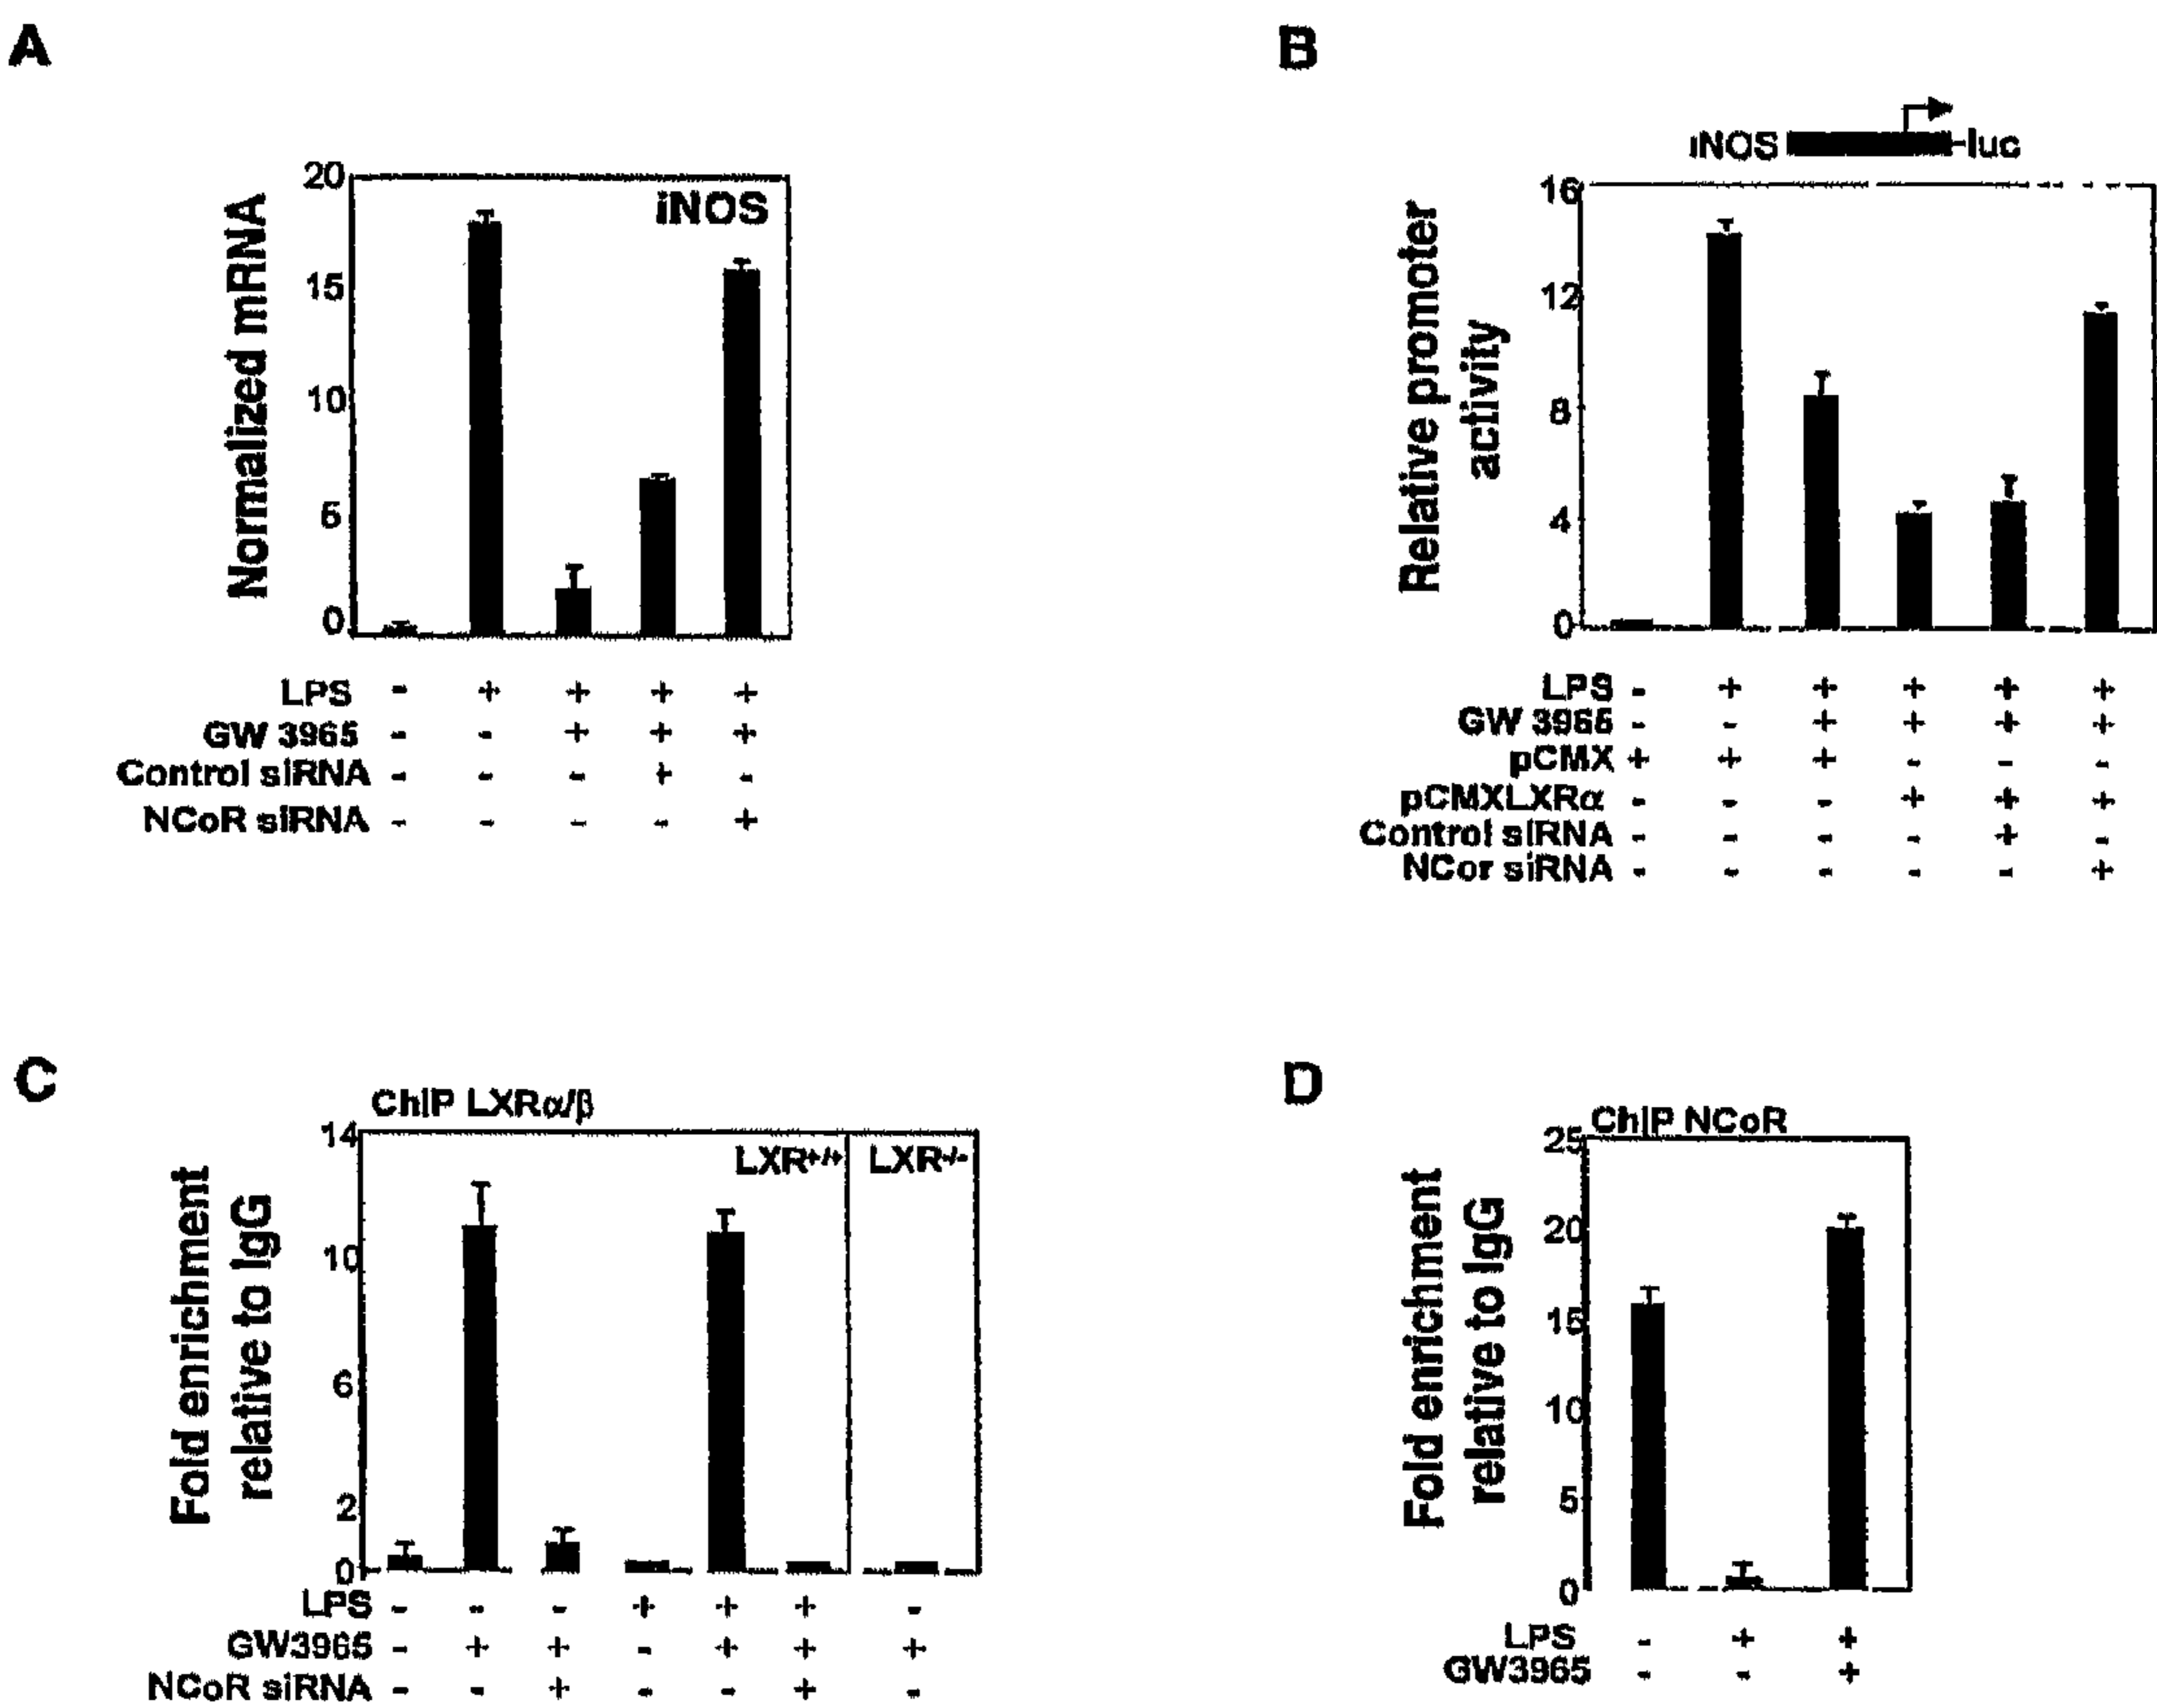 A
iNOS
Normalized mRNA
20
15
10
5
0
LPS - + + + +
GW 3965 - - + + +
Control siRNA - - - + -
NCoR siRNA - - - - +
B
iNOS -luc
Relative promoter
activity
16
12
8
4
0
LPS - + + + + +
GW 3965 - - + + + +
pCMX + + + - - -
pCMXLXRα - - - + + +
Control siRNA - - - - + -
NCor siRNA - - - - - +
C
ChIP LXRα/β
LXR+/+ LXR-/-
Fold enrichment
relative to IgG
14
10
6
2
0
LPS - - - + + + -
GW3965 - + + - + + +
NCoR siRNA - - + - - + -
D
ChIP NCoR
Fold enrichment
relative to IgG
25
20
15
10
5
0
LPS - + +
GW3965 - - +